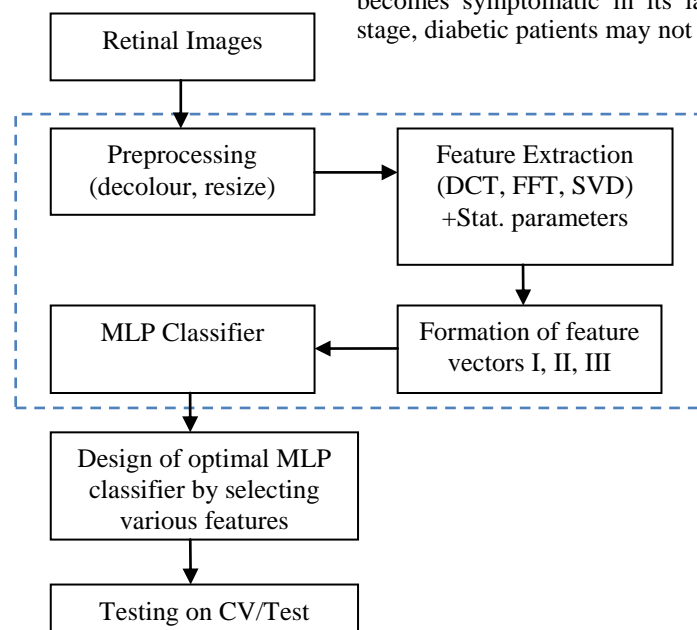 becomes symptomatic in its
stage, diabetic patients may not
Retinal Images
Preprocessing
(decolour, resize)
Feature Extraction
(DCT, FFT, SVD)
+Stat. parameters
MLP Classifier
Formation of feature
vectors I, II, III
Design of optimal MLP
classifier by selecting
various features
Testing on CV/Test